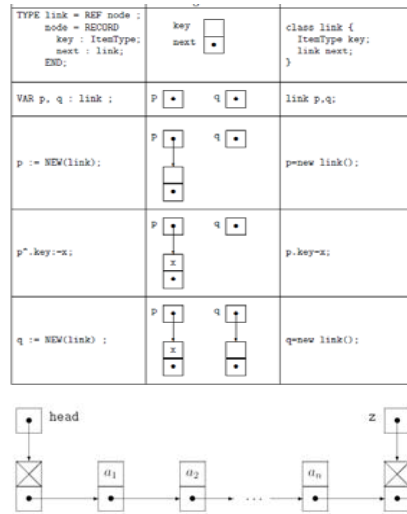 TYPE link = REF node ;
node = RECORD
key : ItemType;
next : link;
END;
key
next
class link {
ItemType key;
link next;
}
VAR p, q : link ;
p
q
link p,q;
p := NEW(link);
p
q
p=new link();
p^.key:=x;
p
q
x
p.key=x;
q := NEW(link) ;
p
q
x
q=new link();
head
z
a₁
a₂
...
aₙ